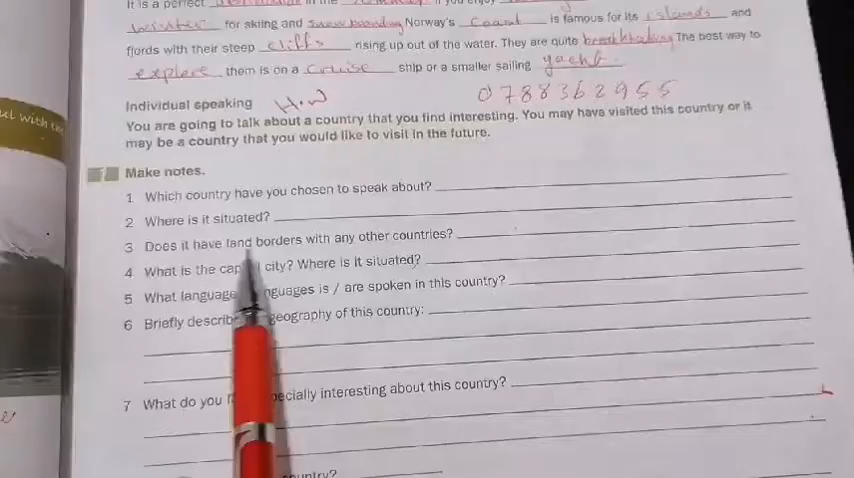 It is a perfect in the if you enjoy
winter for skiing and snowboarding Norway's coast is famous for its islands and
fjords with their steep cliffs rising up out of the water. They are quite breathtaking The best way to
explore them is on a cruise ship or a smaller sailing yacht.
Individual speaking 0788362955
You are going to talk about a country that you find interesting. You may have visited this country or it
may be a country that you would like to visit in the future.
Make notes.
1 Which country have you chosen to speak about?
2 Where is it situated?
3 Does it have land borders with any other countries?
4 What is the cap l city? Where is it situated?
5 What language nguages is / are spoken in this country?
6 Briefly describ geography of this country:
7 What do you ecially interesting about this country?
ountry?